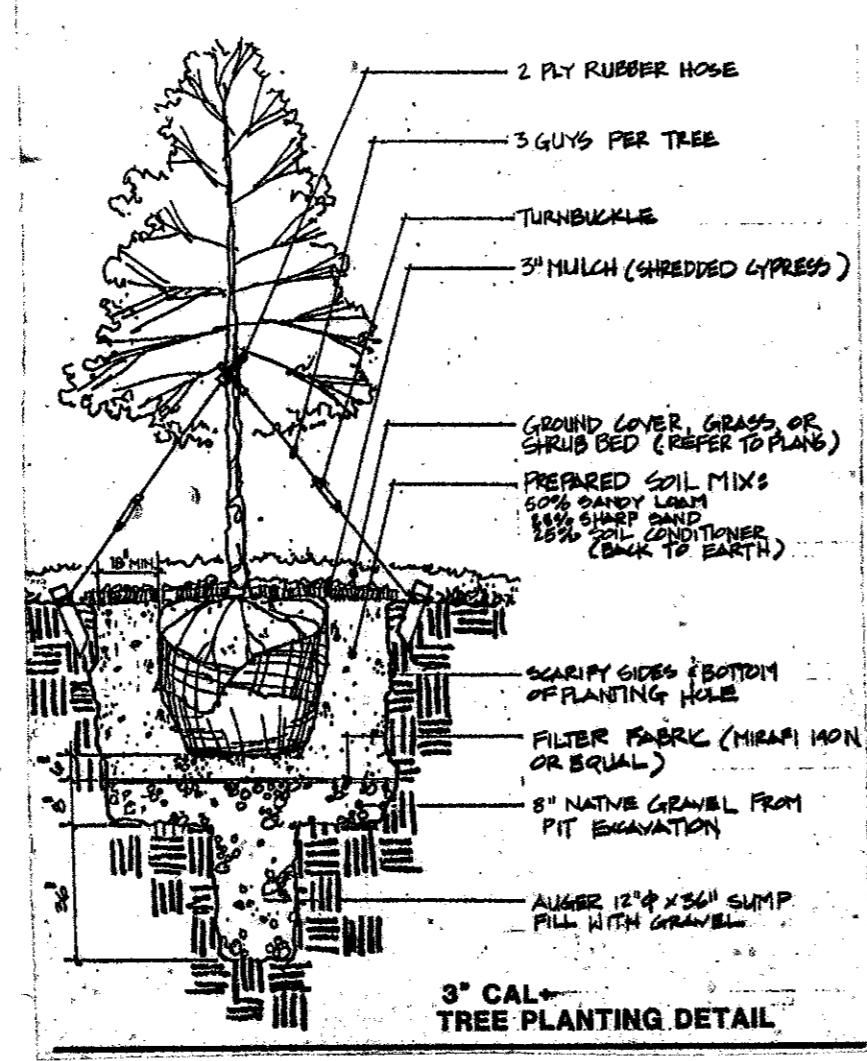 2 PLY RUBBER HOSE
3 GUYS PER TREE
TURNBUCKLE
3" MULCH (SHREDDED CYPRESS)
GROUND COVER, GRASS, OR
SHRUB BED (REFER TO PLANS)
PREPARED SOIL MIX:
50% SANDY LOAM
SHARP SAND
25% SOIL CONDITIONER
(BACK TO EARTH)
18" MIN
SCARIFY SIDES & BOTTOM
OF PLANTING HOLE
FILTER FABRIC (MIRAFI 140N
OR EQUAL)
6"
8"
8" NATIVE GRAVEL FROM
PIT EXCAVATION
36"
AUGER 12"Φ X 36" SUMP
FILL WITH GRAVEL
3" CAL+
TREE PLANTING DETAIL